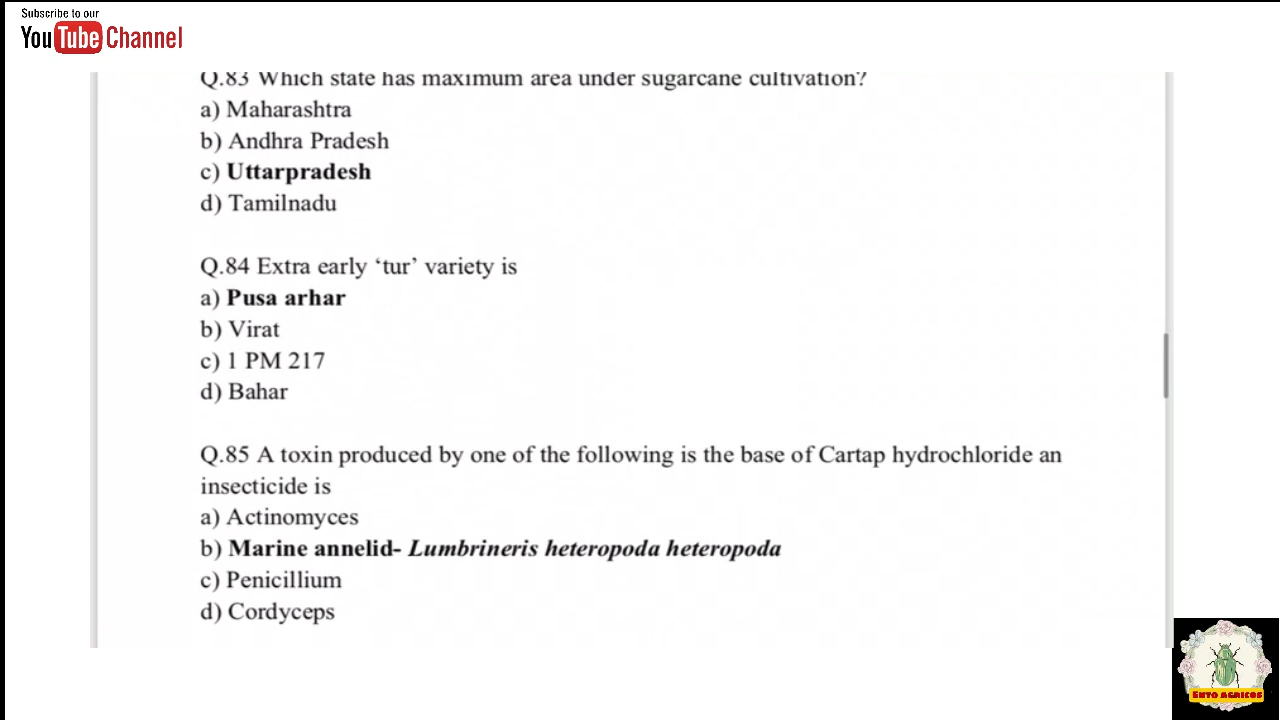 Subscribe to our
YouTube Channel
Q.83 Which state has maximum area under sugarcane cultivation?
a) Maharashtra
b) Andhra Pradesh
c) Uttarpradesh
d) Tamilnadu
Q.84 Extra early ‘tur’ variety is
a) Pusa arhar
b) Virat
c) 1 PM 217
d) Bahar
Q.85 A toxin produced by one of the following is the base of Cartap hydrochloride an
insecticide is
a) Actinomyces
b) Marine annelid- Lumbrineris heteropoda heteropoda
c) Penicillium
d) Cordyceps
ENTO AGRICOS